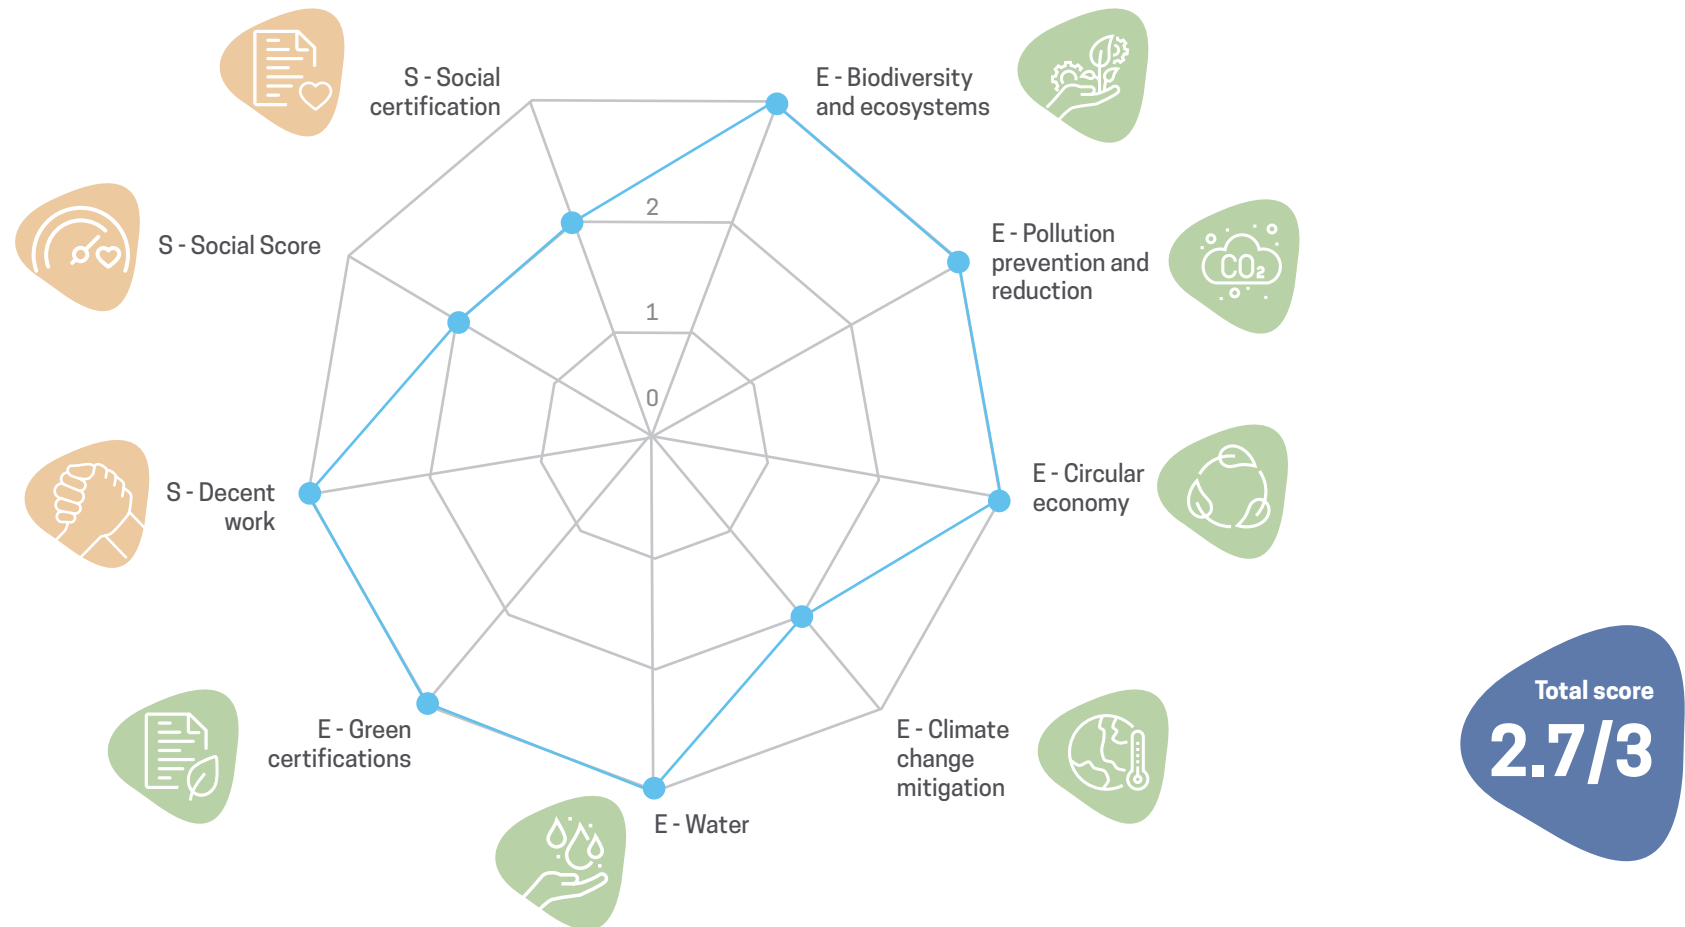 S - Social
certification
E - Biodiversity
and ecosystems
E - Pollution
prevention and
reduction
CO₂
S - Social Score
2
1
0
E - Circular
economy
S - Decent
work
E - Green
certifications
E - Climate
change
mitigation
E - Water
Total score
2.7/3